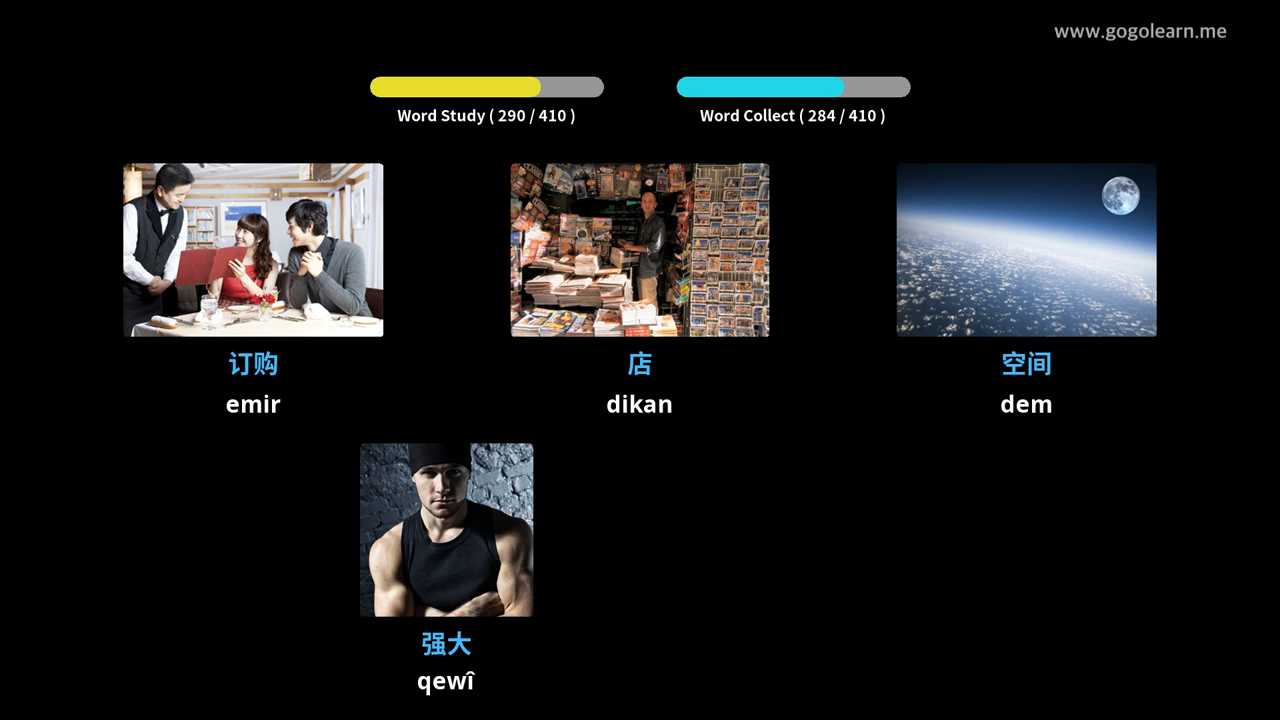 www.gogolearn.me
Word Study ( 290 / 410 )
Word Collect ( 284 / 410 )
订购
emir
店
dikan
空间
dem
强大
qewî